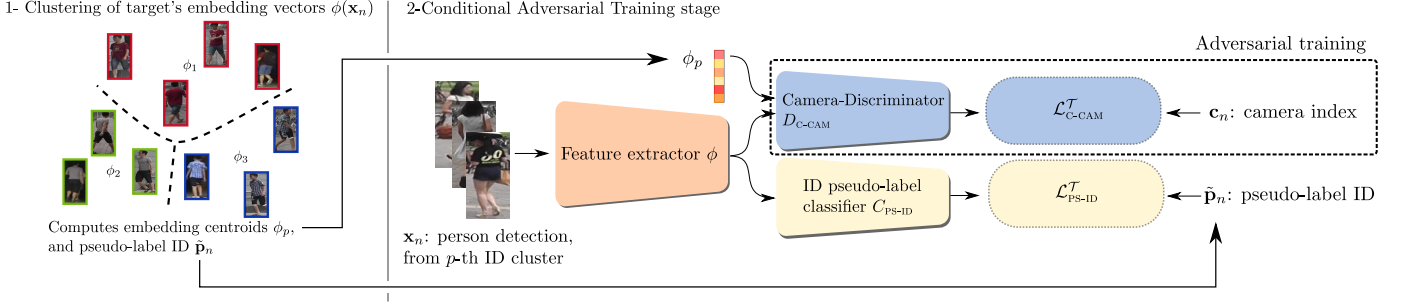 1- Clustering of target's embedding vectors ϕ(xₙ)
ϕ₁
ϕ₂
ϕ₃
Computes embedding centroids ϕₚ,
and pseudo-label ID p̃ₙ
2-Conditional Adversarial Training stage
xₙ: person detection,
from p-th ID cluster
Feature extractor ϕ
ϕₚ
Adversarial training
Camera-Discriminator
D_C-CAM
ℒ^𝒯_C-CAM
cₙ: camera index
ID pseudo-label
classifier C_PS-ID
ℒ^𝒯_PS-ID
p̃ₙ: pseudo-label ID